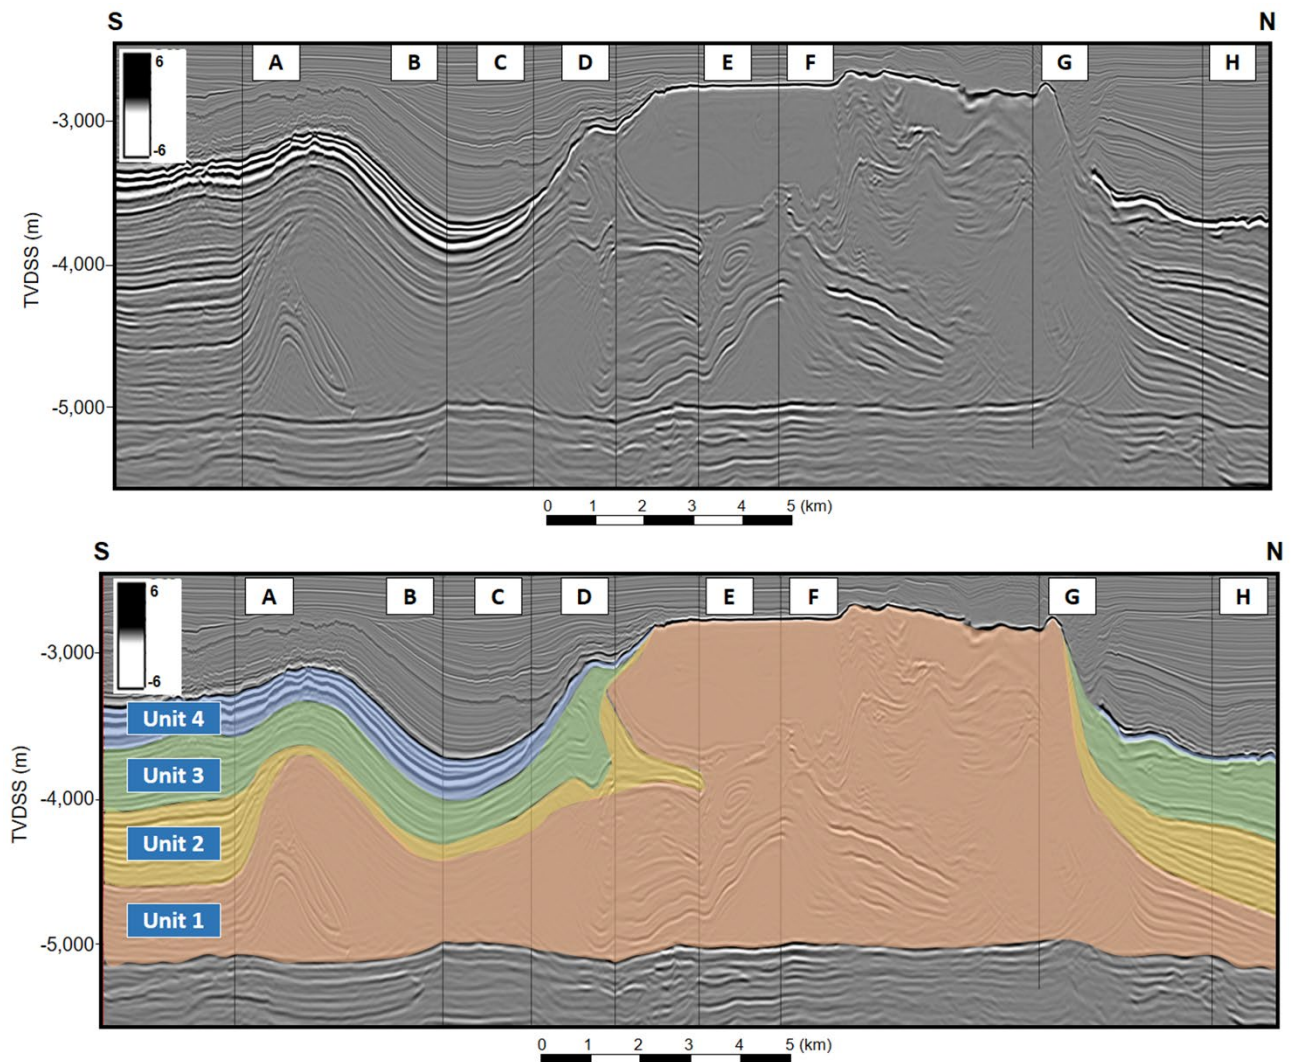 S N
A B C D E F G H
6
-6
-3,000
-4,000
-5,000
TVDSS (m)
0 1 2 3 4 5 (km)
S N
A B C D E F G H
6
-6
-3,000
-4,000
-5,000
TVDSS (m)
Unit 4
Unit 3
Unit 2
Unit 1
0 1 2 3 4 5 (km)